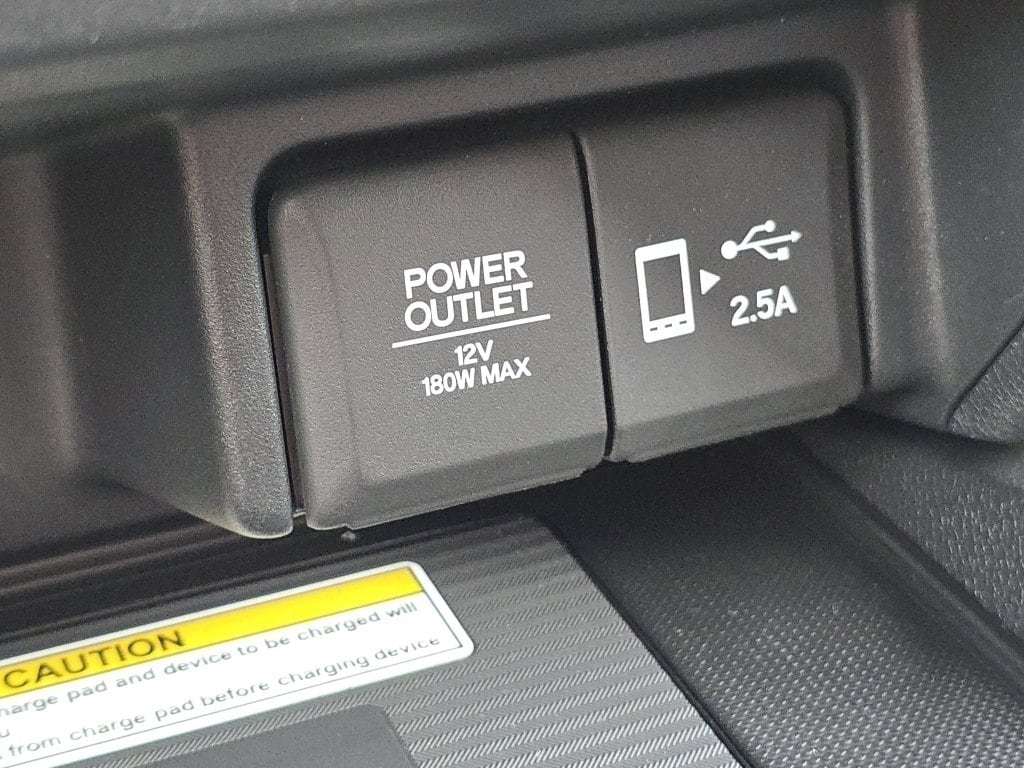 POWER
OUTLET
12V
180W MAX
2.5A
CAUTION
pad and device to be charged will
from charge pad before charging device